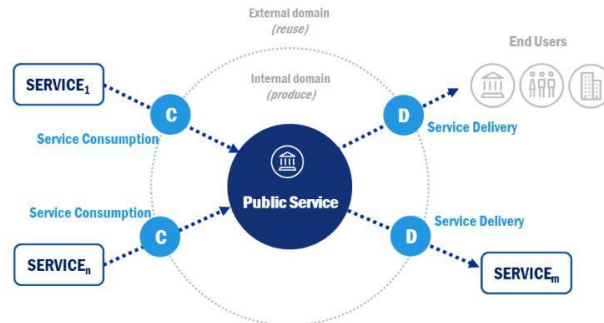 External domain
(reuse)
End Users
Internal domain
(produce)
SERVICE1
C
D
Service Consumption
Service Delivery
Public Service
Service Consumption
Service Delivery
C
D
SERVICEn
SERVICEm